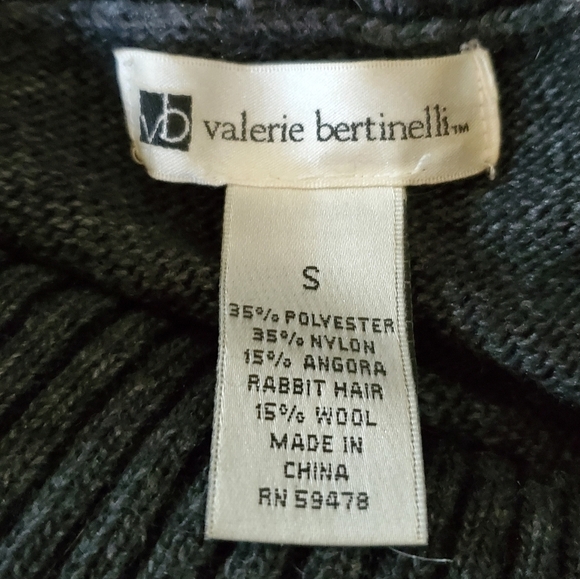 vb valerie bertinelli™
S
35% POLYESTER
35% NYLON
15% ANGORA
RABBIT HAIR
15% WOOL
MADE IN
CHINA
RN 59478